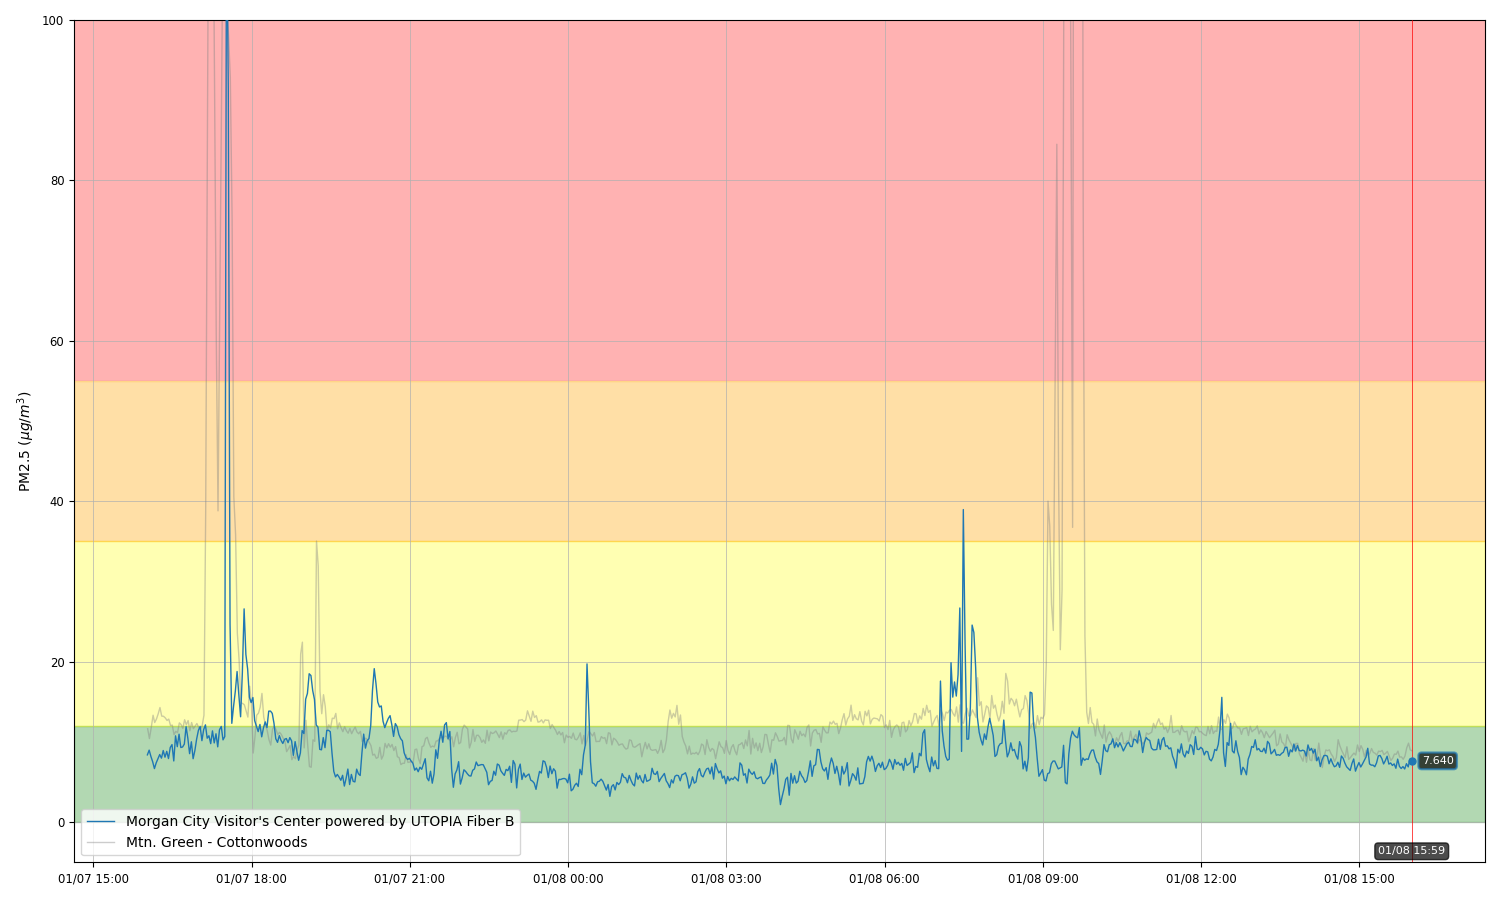 100
80
60
40
20
0
PM2.5 (μg/m³)
7.640
Morgan City Visitor's Center powered by UTOPIA Fiber B
Mtn. Green - Cottonwoods
01/08 15:59
01/07 15:00 01/07 18:00 01/07 21:00 01/08 00:00 01/08 03:00 01/08 06:00 01/08 09:00 01/08 12:00 01/08 15:00